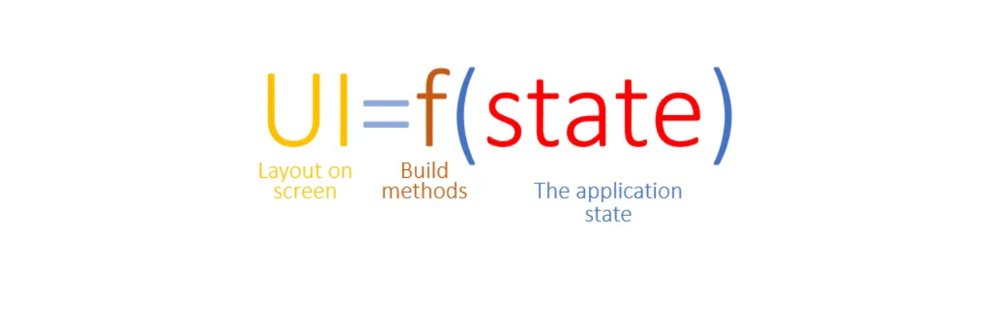 UI=f(state)
Layout on
screen
Build
methods
The application
state